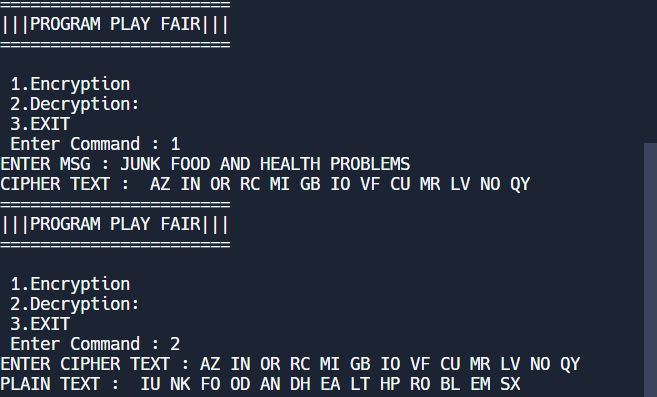 =======================
|||PROGRAM PLAY FAIR|||
=======================
1.Encryption
2.Decryption:
3.EXIT
Enter Command : 1
ENTER MSG : JUNK FOOD AND HEALTH PROBLEMS
CIPHER TEXT :  AZ IN OR RC MI GB IO VF CU MR LV NO QY
=======================
|||PROGRAM PLAY FAIR|||
=======================
1.Encryption
2.Decryption:
3.EXIT
Enter Command : 2
ENTER CIPHER TEXT : AZ IN OR RC MI GB IO VF CU MR LV NO QY
PLAIN TEXT :  IU NK FO OD AN DH EA LT HP RO BL EM SX